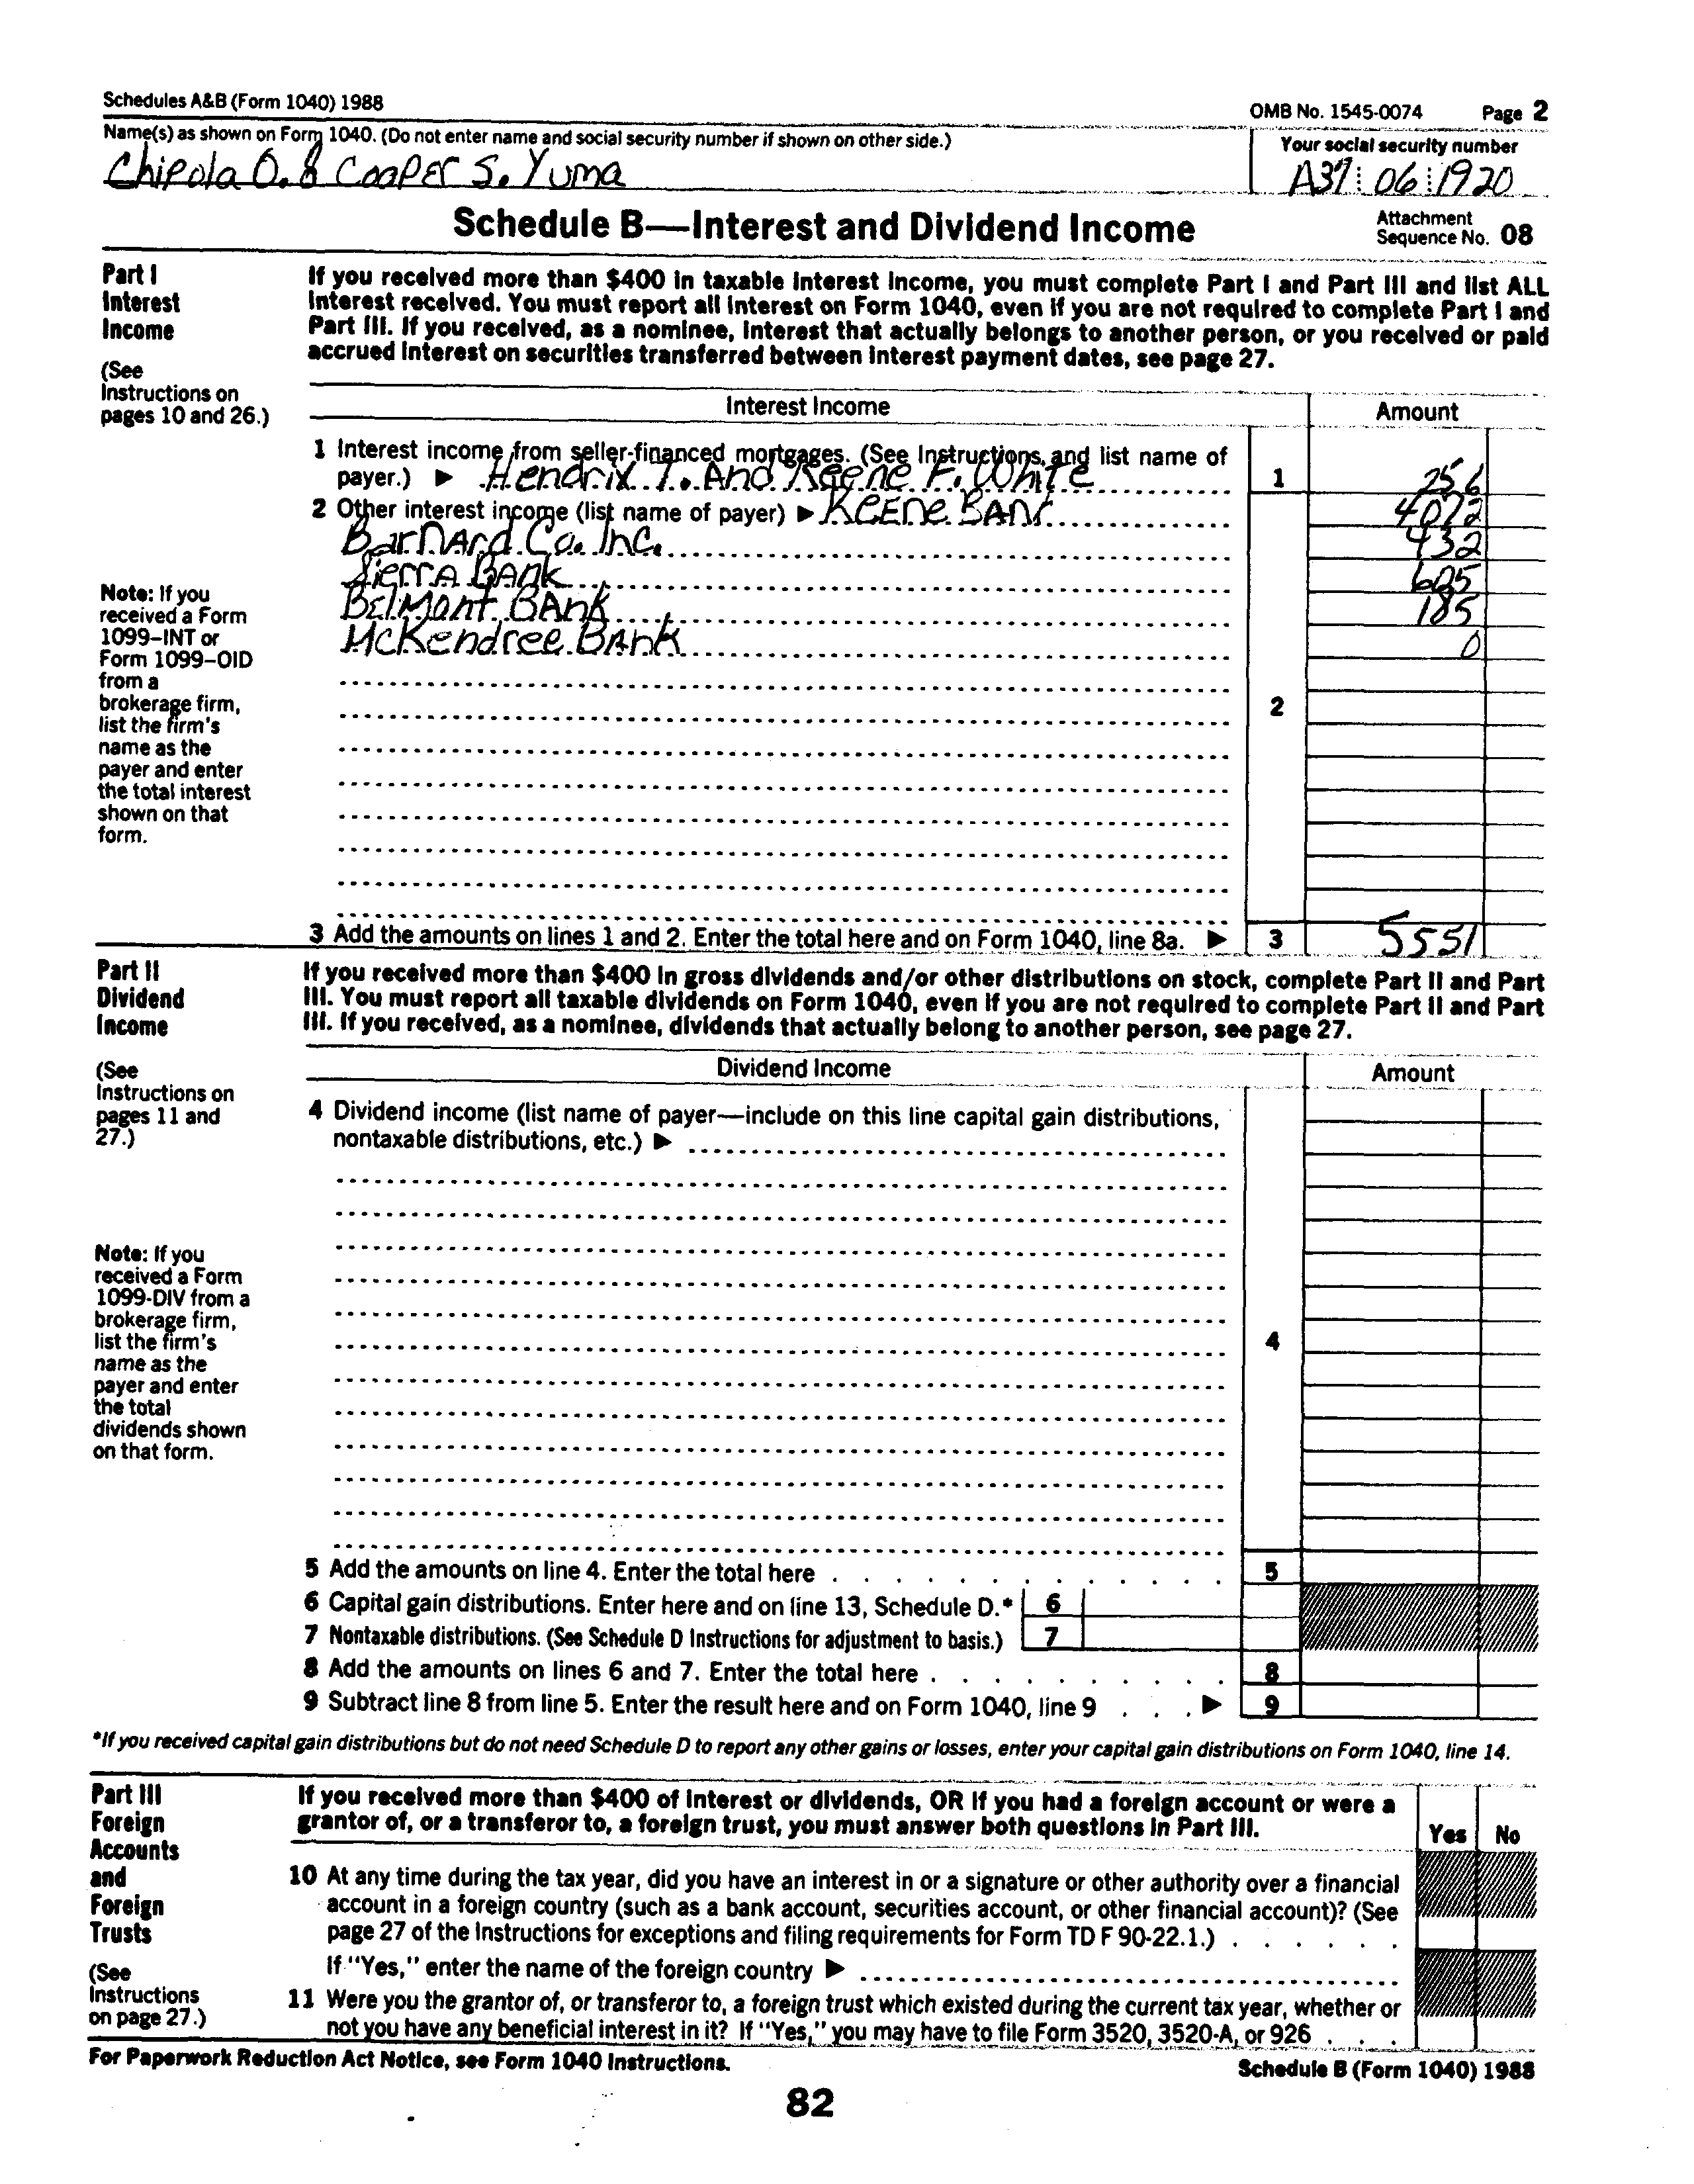 Schedules A&B (Form 1040) 1988
OMB No. 1545-0074 Page 2
Name(s) as shown on Form 1040. (Do not enter name and social security number if shown on other side.)
Your social security number
Chipola O. & Cooper S. Yuma
A37 06 1920
Schedule B—Interest and Dividend Income
Attachment
Sequence No. 08
Part I
Interest
Income
(See
Instructions on
pages 10 and 26.)
If you received more than $400 in taxable interest income, you must complete Part I and Part III and list ALL
interest received. You must report all interest on Form 1040, even if you are not required to complete Part I and
Part III. If you received, as a nominee, interest that actually belongs to another person, or you received or paid
accrued interest on securities transferred between interest payment dates, see page 27.
Interest Income
Amount
1 Interest income from seller-financed mortgages. (See Instructions and list name of
payer.) ▶ Hendrix T. And Keene F. White 1 256
2 Other interest income (list name of payer) ▶ Keene Bank 4072
Barnard Co. Inc. 432
Sierra Bank 605
Belmont Bank 185
McKendree Bank 0
2
Note: If you
received a Form
1099–INT or
Form 1099–OID
from a
brokerage firm,
list the firm's
name as the
payer and enter
the total interest
shown on that
form.
3 Add the amounts on lines 1 and 2. Enter the total here and on Form 1040, line 8a. ▶ 3 5551
Part II
Dividend
Income
(See
Instructions on
pages 11 and
27.)
If you received more than $400 in gross dividends and/or other distributions on stock, complete Part II and Part
III. You must report all taxable dividends on Form 1040, even if you are not required to complete Part II and Part
III. If you received, as a nominee, dividends that actually belong to another person, see page 27.
Dividend Income
Amount
4 Dividend income (list name of payer—include on this line capital gain distributions,
nontaxable distributions, etc.) ▶
4
Note: If you
received a Form
1099-DIV from a
brokerage firm,
list the firm's
name as the
payer and enter
the total
dividends shown
on that form.
5 Add the amounts on line 4. Enter the total here 5
6 Capital gain distributions. Enter here and on line 13, Schedule D.* 6
7 Nontaxable distributions. (See Schedule D Instructions for adjustment to basis.) 7
8 Add the amounts on lines 6 and 7. Enter the total here 8
9 Subtract line 8 from line 5. Enter the result here and on Form 1040, line 9 ▶ 9
*If you received capital gain distributions but do not need Schedule D to report any other gains or losses, enter your capital gain distributions on Form 1040, line 14.
Part III
Foreign
Accounts
and
Foreign
Trusts
(See
Instructions
on page 27.)
If you received more than $400 of interest or dividends, OR if you had a foreign account or were a
grantor of, or a transferor to, a foreign trust, you must answer both questions in Part III.
Yes No
10 At any time during the tax year, did you have an interest in or a signature or other authority over a financial
account in a foreign country (such as a bank account, securities account, or other financial account)? (See
page 27 of the Instructions for exceptions and filing requirements for Form TD F 90-22.1.)
If "Yes," enter the name of the foreign country ▶
11 Were you the grantor of, or transferor to, a foreign trust which existed during the current tax year, whether or
not you have any beneficial interest in it? If "Yes," you may have to file Form 3520, 3520-A, or 926
For Paperwork Reduction Act Notice, see Form 1040 Instructions.
Schedule B (Form 1040) 1988
82